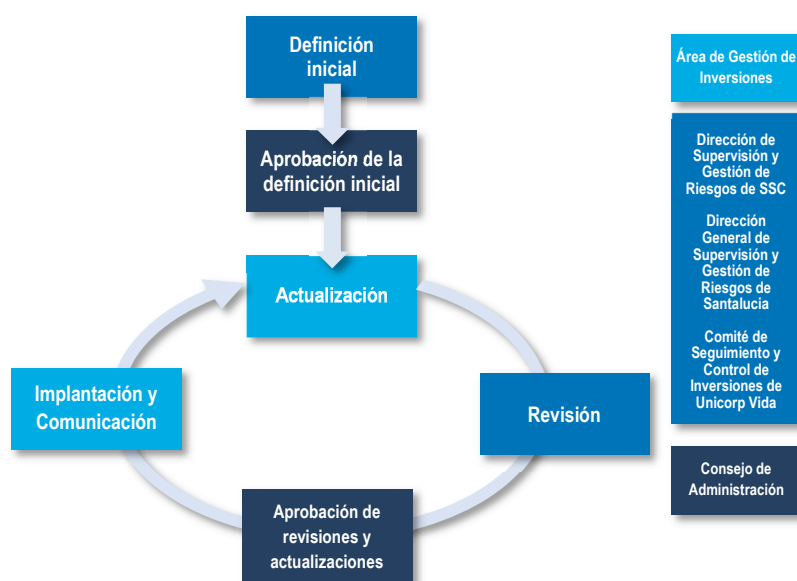 Definición
inicial
Aprobación de la
definición inicial
Actualización
Implantación y
Comunicación
Revisión
Aprobación de
revisiones y
actualizaciones
Área de Gestión de
Inversiones
Dirección de
Supervisión y
Gestión de
Riesgos de SSC
Dirección
General de
Supervisión y
Gestión de
Riesgos de
Santalucia
Comité de
Seguimiento y
Control de
Inversiones de
Unicorp Vida
Consejo de
Administración